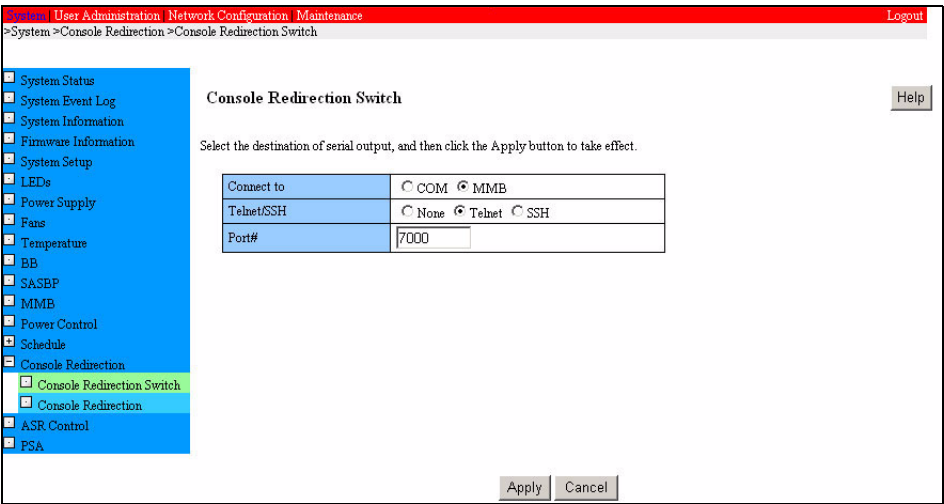 System | User Administration | Network Configuration | Maintenance Logout
>System >Console Redirection >Console Redirection Switch
System Status
System Event Log
System Information
Firmware Information
System Setup
LEDs
Power Supply
Fans
Temperature
BB
SASBP
MMB
Power Control
Schedule
Console Redirection
Console Redirection Switch
Console Redirection
ASR Control
PSA
Console Redirection Switch
Help
Select the destination of serial output, and then click the Apply button to take effect.
Connect to COM MMB
Telnet/SSH None Telnet SSH
Port# 7000
Apply Cancel